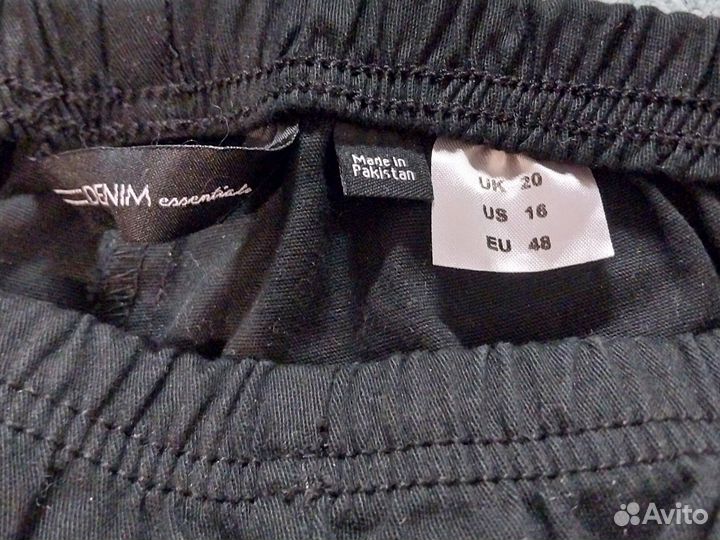 DENIM essentials
Made in
Pakistan
UK 20
US 16
EU 48
Avito